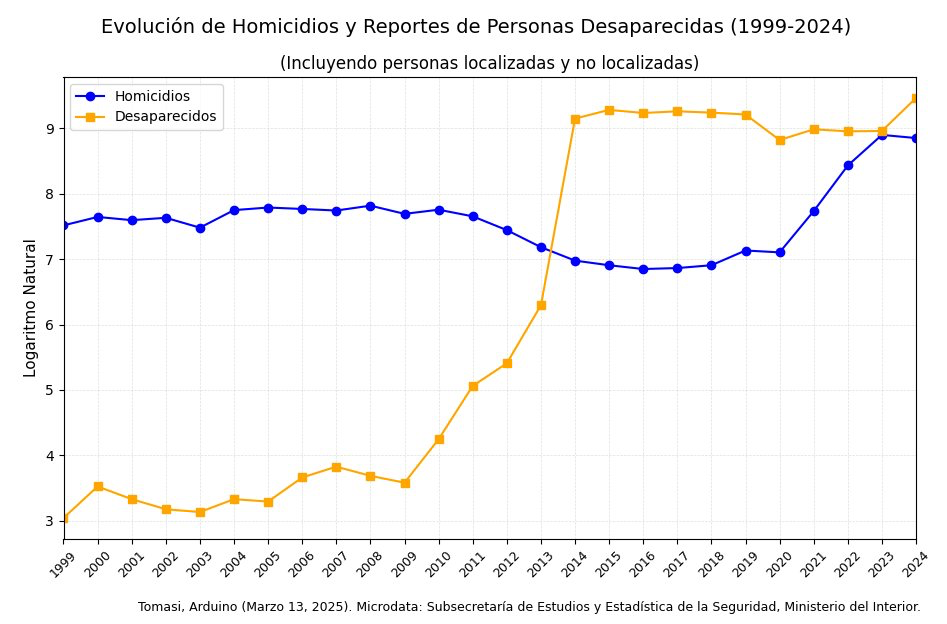 Evolución de Homicidios y Reportes de Personas Desaparecidas (1999-2024)
(Incluyendo personas localizadas y no localizadas)
Homicidios
Desaparecidos
Logaritmo Natural
9
8
7
6
5
4
3
1999 2000 2001 2002 2003 2004 2005 2006 2007 2008 2009 2010 2011 2012 2013 2014 2015 2016 2017 2018 2019 2020 2021 2022 2023 2024
Tomasi, Arduino (Marzo 13, 2025). Microdata: Subsecretaría de Estudios y Estadística de la Seguridad, Ministerio del Interior.